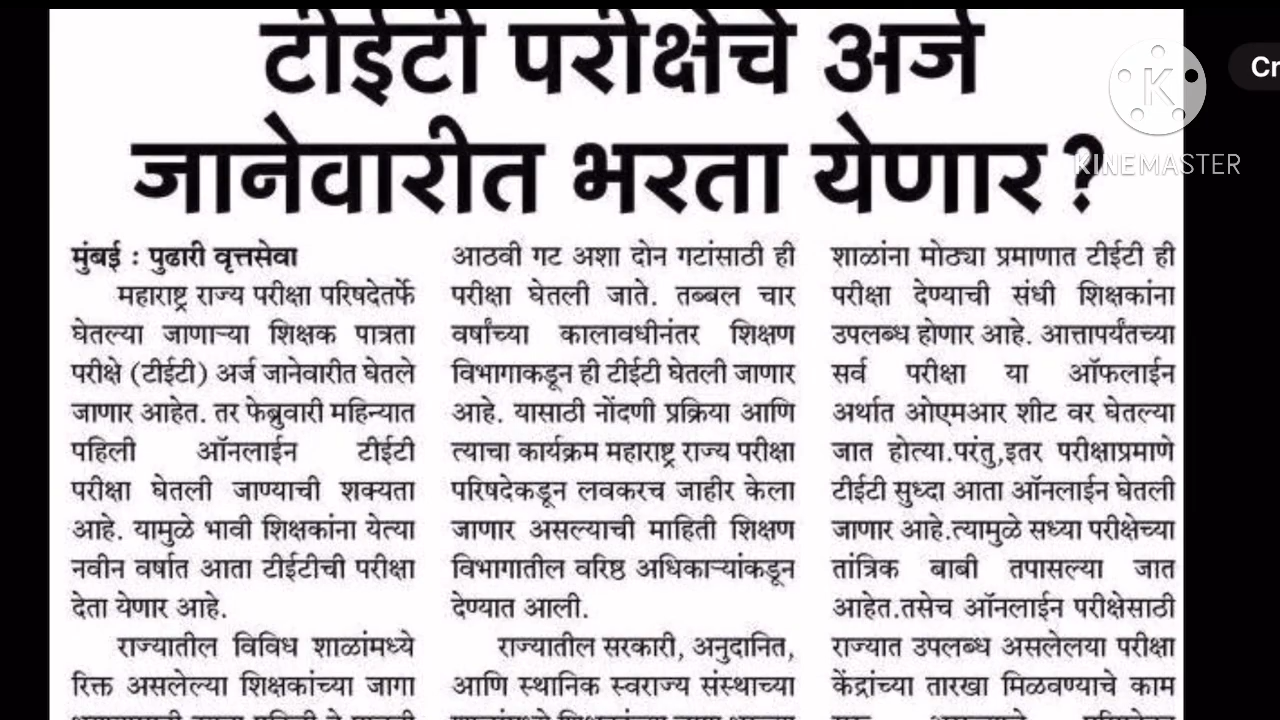 टीईटी परीक्षेचे अर्ज
जानेवारीत भरता येणार?
मुंबई : पुढारी वृत्तसेवा
महाराष्ट्र राज्य परीक्षा परिषदेतर्फे
घेतल्या जाणाऱ्या शिक्षक पात्रता
परीक्षे (टीईटी) अर्ज जानेवारीत घेतले
जाणार आहेत. तर फेब्रुवारी महिन्यात
पहिली ऑनलाईन टीईटी
परीक्षा घेतली जाण्याची शक्यता
आहे. यामुळे भावी शिक्षकांना येत्या
नवीन वर्षात आता टीईटीची परीक्षा
देता येणार आहे.
राज्यातील विविध शाळांमध्ये
रिक्त असलेल्या शिक्षकांच्या जागा
आठवी गट अशा दोन गटांसाठी ही
परीक्षा घेतली जाते. तब्बल चार
वर्षांच्या कालावधीनंतर शिक्षण
विभागाकडून ही टीईटी घेतली जाणार
आहे. यासाठी नोंदणी प्रक्रिया आणि
त्याचा कार्यक्रम महाराष्ट्र राज्य परीक्षा
परिषदेकडून लवकरच जाहीर केला
जाणार असल्याची माहिती शिक्षण
विभागातील वरिष्ठ अधिकाऱ्यांकडून
देण्यात आली.
राज्यातील सरकारी, अनुदानित,
आणि स्थानिक स्वराज्य संस्थाच्या
शाळांना मोठ्या प्रमाणात टीईटी ही
परीक्षा देण्याची संधी शिक्षकांना
उपलब्ध होणार आहे. आत्तापर्यंतच्या
सर्व परीक्षा या ऑफलाईन
अर्थात ओएमआर शीट वर घेतल्या
जात होत्या.परंतु,इतर परीक्षाप्रमाणे
टीईटी सुध्दा आता ऑनलाईन घेतली
जाणार आहे.त्यामुळे सध्या परीक्षेच्या
तांत्रिक बाबी तपासल्या जात
आहेत.तसेच ऑनलाईन परीक्षेसाठी
राज्यात उपलब्ध असलेलया परीक्षा
केंद्रांच्या तारखा मिळवण्याचे काम
K
KINEMASTER
Cr